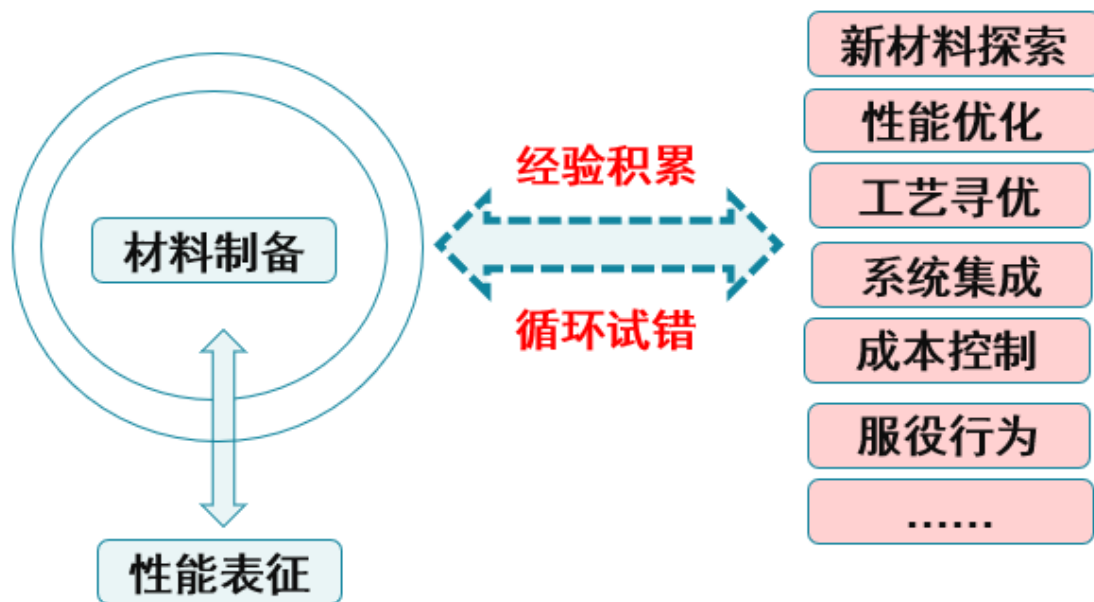 材料制备
性能表征
经验积累
循环试错
新材料探索
性能优化
工艺寻优
系统集成
成本控制
服役行为
......